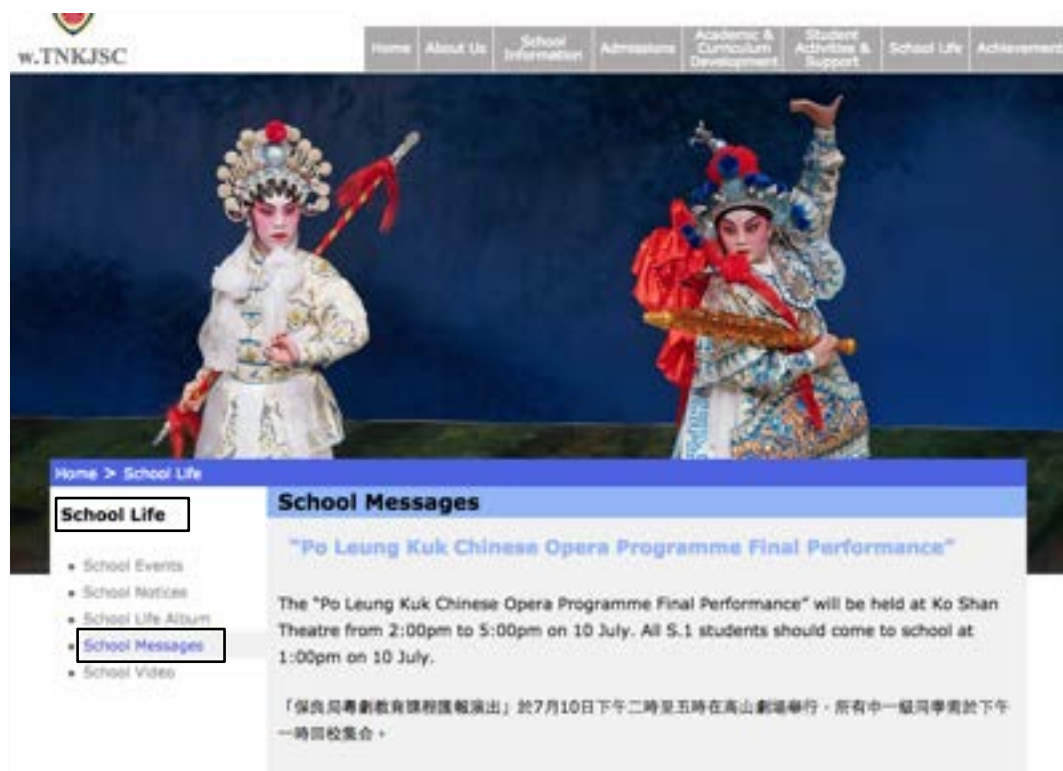 w.TNKJSC
Home
About Us
School
Information
Admissions
Academic &
Curriculum
Development
Student
Activities &
Support
School Life
Achievement
Home > School Life
School Life
School Events
School Notices
School Life Album
School Messages
School Video
School Messages
"Po Leung Kuk Chinese Opera Programme Final Performance"
The "Po Leung Kuk Chinese Opera Programme Final Performance" will be held at Ko Shan
Theatre from 2:00pm to 5:00pm on 10 July. All S.1 students should come to school at
1:00pm on 10 July.
「保良局粵劇教育課程匯報演出」於7月10日下午二時至五時在高山劇場舉行，所有中一級同學需於下午
一時回校集合。